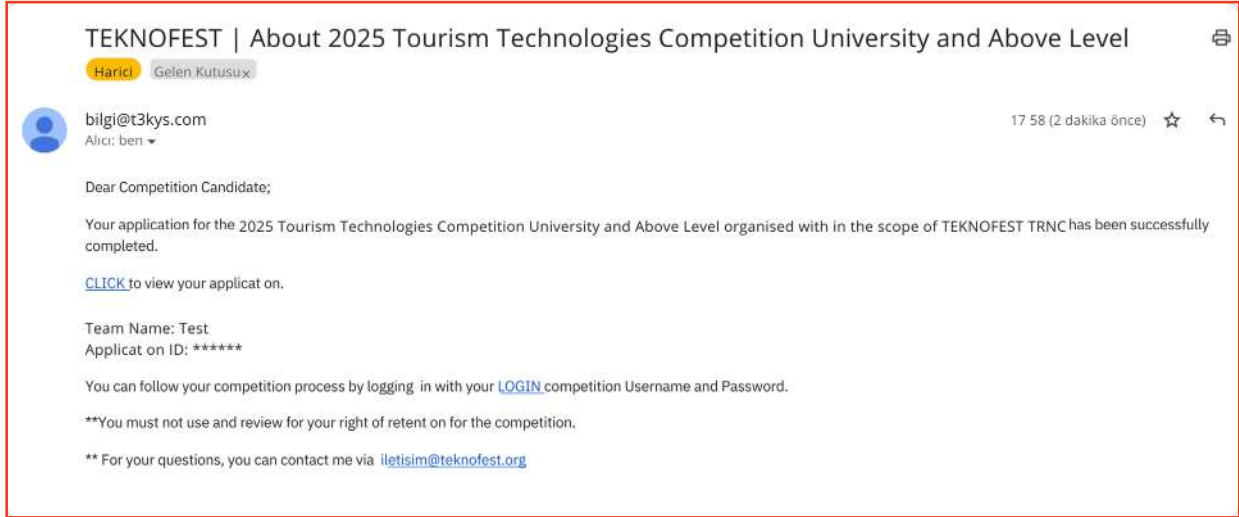 TEKNOFEST | About 2025 Tourism Technologies Competition University and Above Level
Harici Gelen Kutusu x
bilgi@t3kys.com 17 58 (2 dakika önce)
Alıcı: ben
Dear Competition Candidate;
Your application for the 2025 Tourism Technologies Competition University and Above Level organised with in the scope of TEKNOFEST TRNC has been successfully
completed.
CLICK to view your applicat on.
Team Name: Test
Applicat on ID: ******
You can follow your competition process by logging in with your LOGIN competition Username and Password.
**You must not use and review for your right of retent on for the competition.
** For your questions, you can contact me via iletisim@teknofest.org